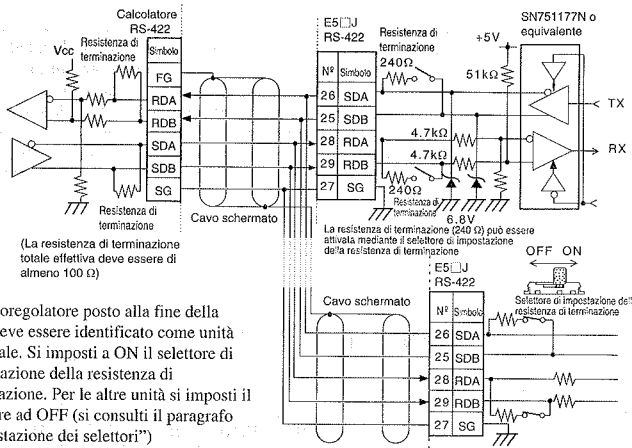 Calcolatore
RS-422
Resistenza di
terminazione
Vcc
Simbolo
FG
RDA
RDB
SDA
SDB
SG
Resistenza di
terminazione
Cavo schermato
(La resistenza di terminazione
totale effettiva deve essere di
almeno 100 Ω)
E5□J
RS-422
Nº Simbolo
26 SDA
25 SDB
28 RDA
29 RDB
27 SG
Resistenza di
terminazione
240Ω
+5V
51kΩ
4.7kΩ
4.7kΩ
240Ω
Resistenza di
terminazione
6.8V
SN751177N o
equivalente
TX
RX
La resistenza di terminazione (240 Ω) può essere
attivata mediante il selettore di impostazione
della resistenza di terminazione
E5□J
RS-422
OFF ON
Selettore di impostazione del
resistenza di terminazione
Cavo schermato
Nº Simbolo
26 SDA
25 SDB
28 RDA
29 RDB
27 SG
oregolatore posto alla fine della
eve essere identificato come unità
ale. Si imposti a ON il selettore di
azione della resistenza di
azione. Per le altre unità si imposti il
re ad OFF (si consulti il paragrafo
stazione dei selettori”)